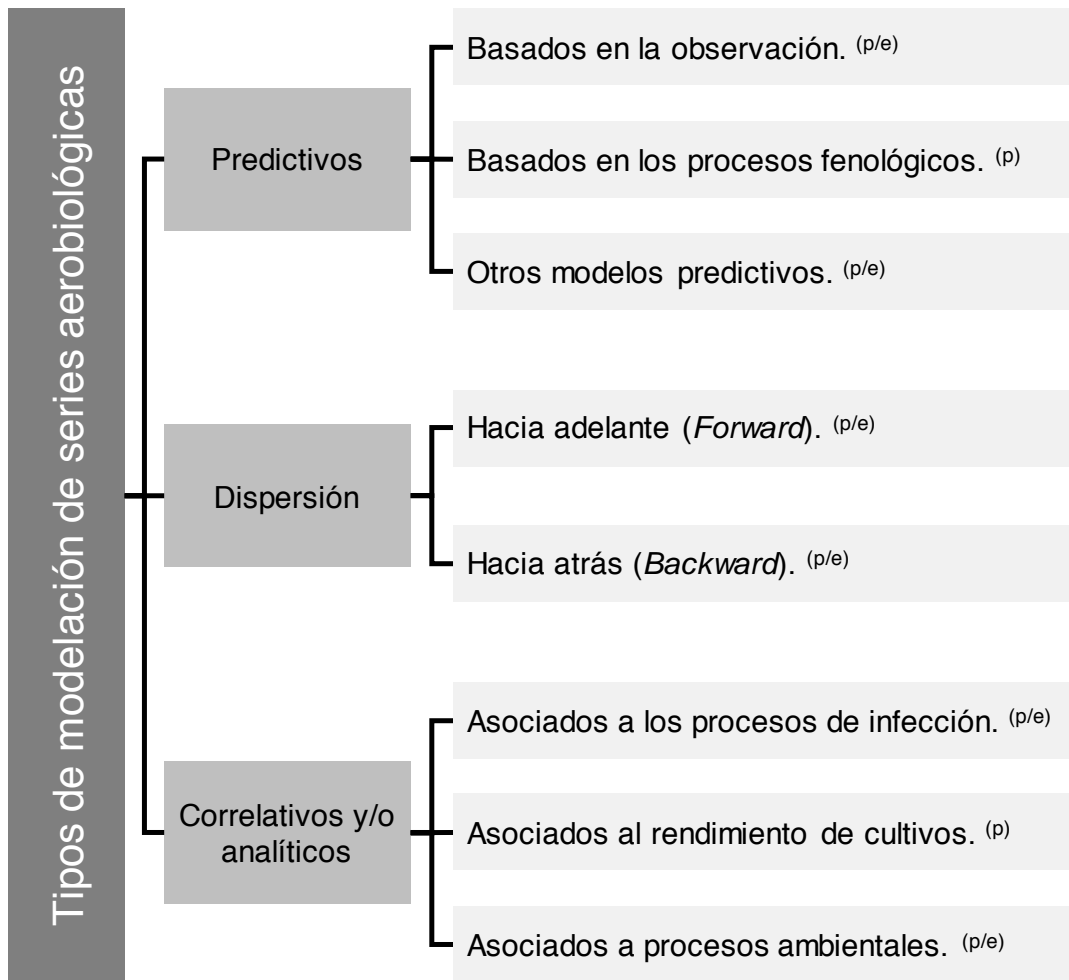 Tipos de modelación de series aerobiológicas
Predictivos
Basados en la observación. (p/e)
Basados en los procesos fenológicos. (p)
Otros modelos predictivos. (p/e)
Dispersión
Hacia adelante (Forward). (p/e)
Hacia atrás (Backward). (p/e)
Correlativos y/o
analíticos
Asociados a los procesos de infección. (p/e)
Asociados al rendimiento de cultivos. (p)
Asociados a procesos ambientales. (p/e)